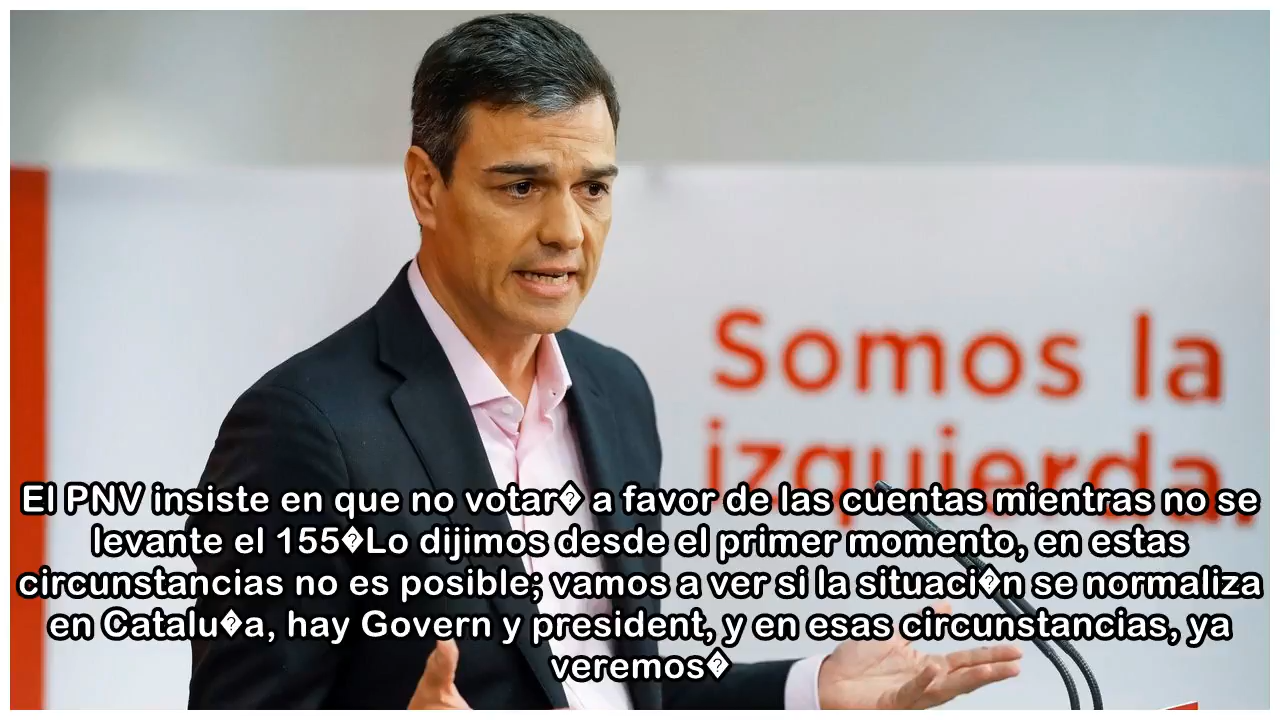 Somos la
izquierda.
El PNV insiste en que no votar� a favor de las cuentas mientras no se
levante el 155�Lo dijimos desde el primer momento, en estas
circunstancias no es posible; vamos a ver si la situaci�n se normaliza
en Catalu�a, hay Govern y president, y en esas circunstancias, ya
veremos�